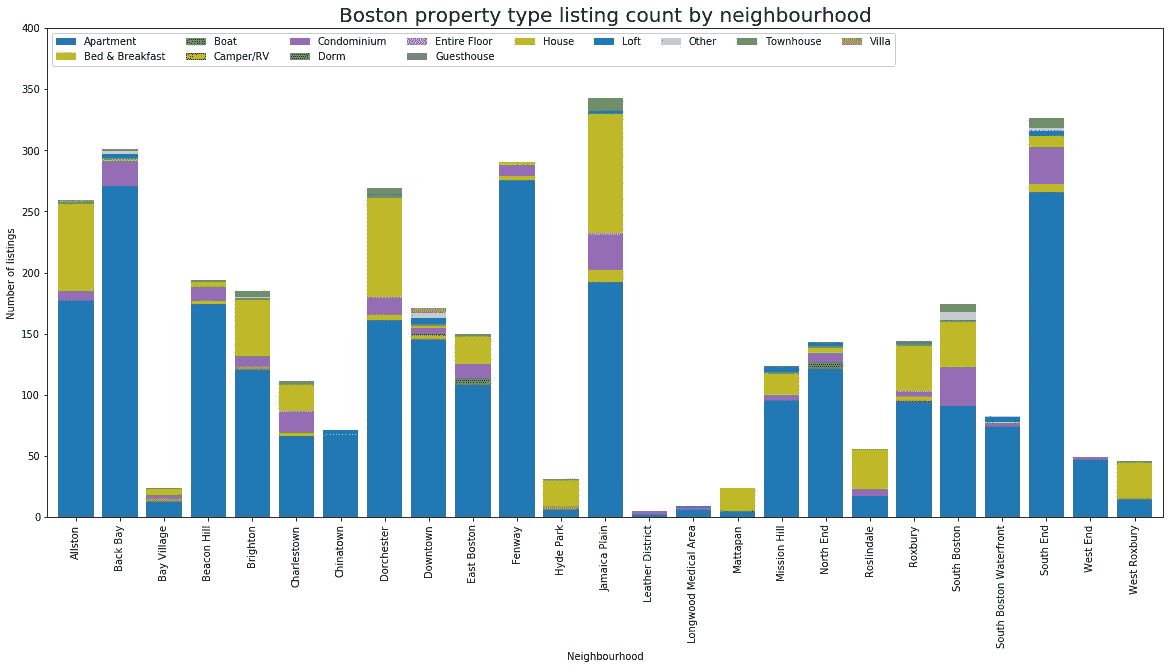 Boston property type listing count by neighbourhood
400
350
300
250
200
150
100
50
0
Number of listings
Apartment Boat Condominium Entire Floor House Loft Other Townhouse Villa
Bed & Breakfast Camper/RV Dorm Guesthouse
Allston
Back Bay
Bay Village
Beacon Hill
Brighton
Charlestown
Chinatown
Dorchester
Downtown
East Boston
Fenway
Hyde Park
Jamaica Plain
Leather District
Longwood Medical Area
Mattapan
Mission Hill
North End
Roslindale
Roxbury
South Boston
South Boston Waterfront
South End
West End
West Roxbury
Neighbourhood